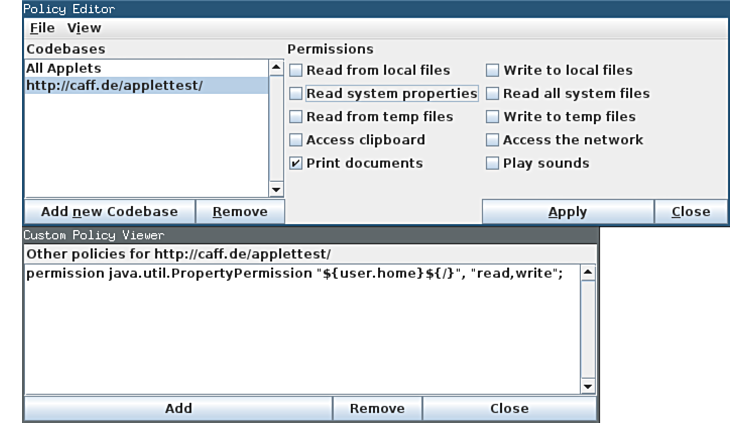 Policy Editor
File View
Codebases
Permissions
All Applets
http://caff.de/applettest/
Read from local files
Write to local files
Read system properties
Read all system files
Read from temp files
Write to temp files
Access clipboard
Access the network
Print documents
Play sounds
Add new Codebase
Remove
Apply
Close
Custom Policy Viewer
Other policies for http://caff.de/applettest/
permission java.util.PropertyPermission "${user.home}${/}", "read,write";
Add
Remove
Close